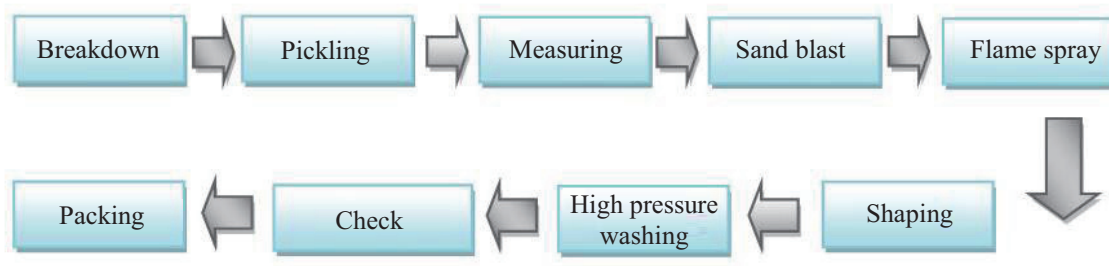 Breakdown
Pickling
Measuring
Sand blast
Flame spray
Shaping
High pressure
washing
Check
Packing